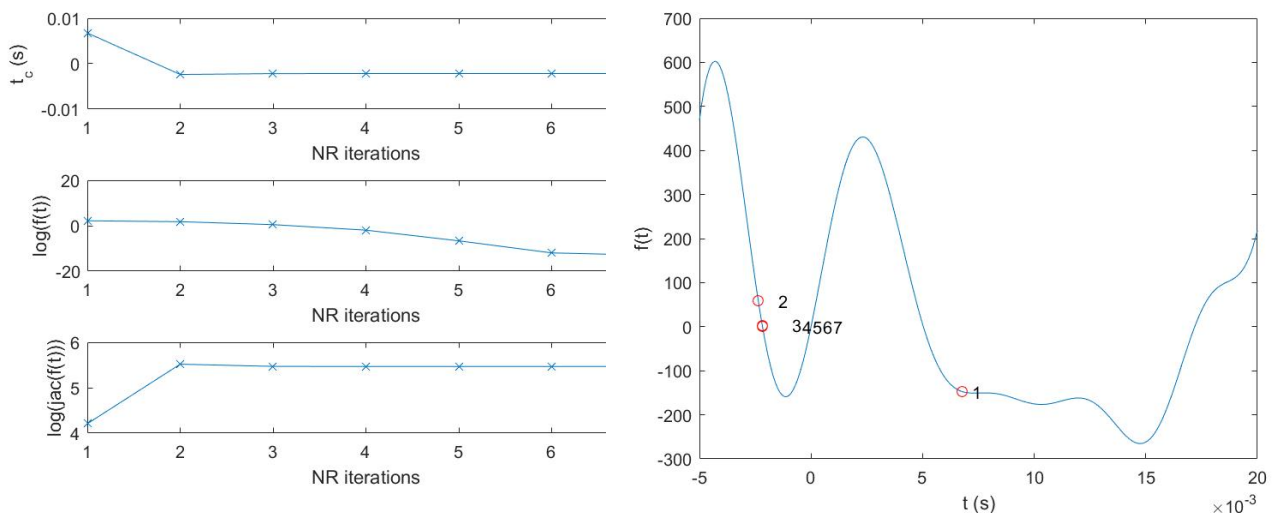 0.01
0
-0.01
t_c (s)
1 2 3 4 5 6
NR iterations
20
0
-20
log(f(t))
1 2 3 4 5 6
NR iterations
6
5
4
log(jac(f(t)))
1 2 3 4 5 6
NR iterations
700
600
500
400
300
200
100
0
-100
-200
-300
f(t)
2
34567
1
-5 0 5 10 15 20
t (s)
×10^-3